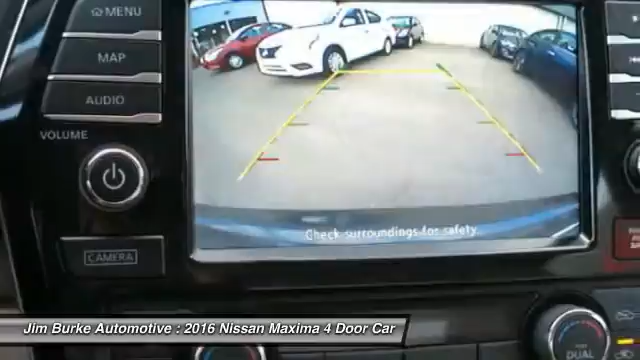 MENU
MAP
AUDIO
VOLUME
CAMERA
Check surroundings for safety.
DUAL
Jim Burke Automotive : 2016 Nissan Maxima 4 Door Car